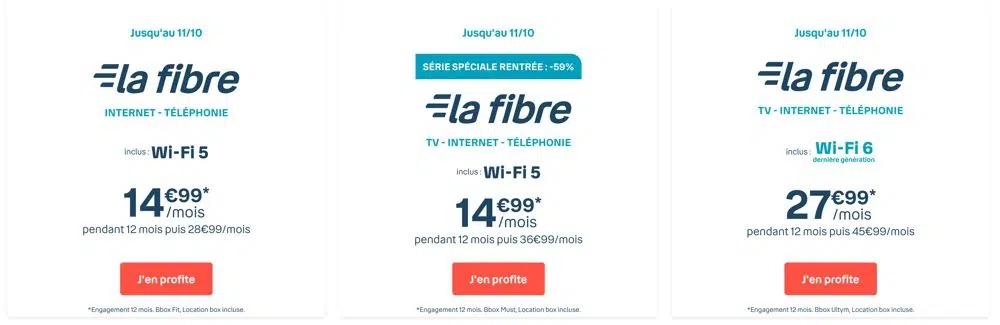 Jusqu'au 11/10
la fibre
INTERNET - TÉLÉPHONIE
inclus : Wi-Fi 5
14€99*
/mois
pendant 12 mois puis 28€99/mois
J'en profite
*Engagement 12 mois. Bbox Fit, Location box incluse.
Jusqu'au 11/10
SÉRIE SPÉCIALE RENTRÉE : -59%
la fibre
TV - INTERNET - TÉLÉPHONIE
inclus : Wi-Fi 5
14€99*
/mois
pendant 12 mois puis 36€99/mois
J'en profite
*Engagement 12 mois. Bbox Must, Location box incluse.
Jusqu'au 11/10
la fibre
TV - INTERNET - TÉLÉPHONIE
inclus : Wi-Fi 6
dernière génération
27€99*
/mois
pendant 12 mois puis 45€99/mois
J'en profite
*Engagement 12 mois. Bbox Ultym, Location box incluse.